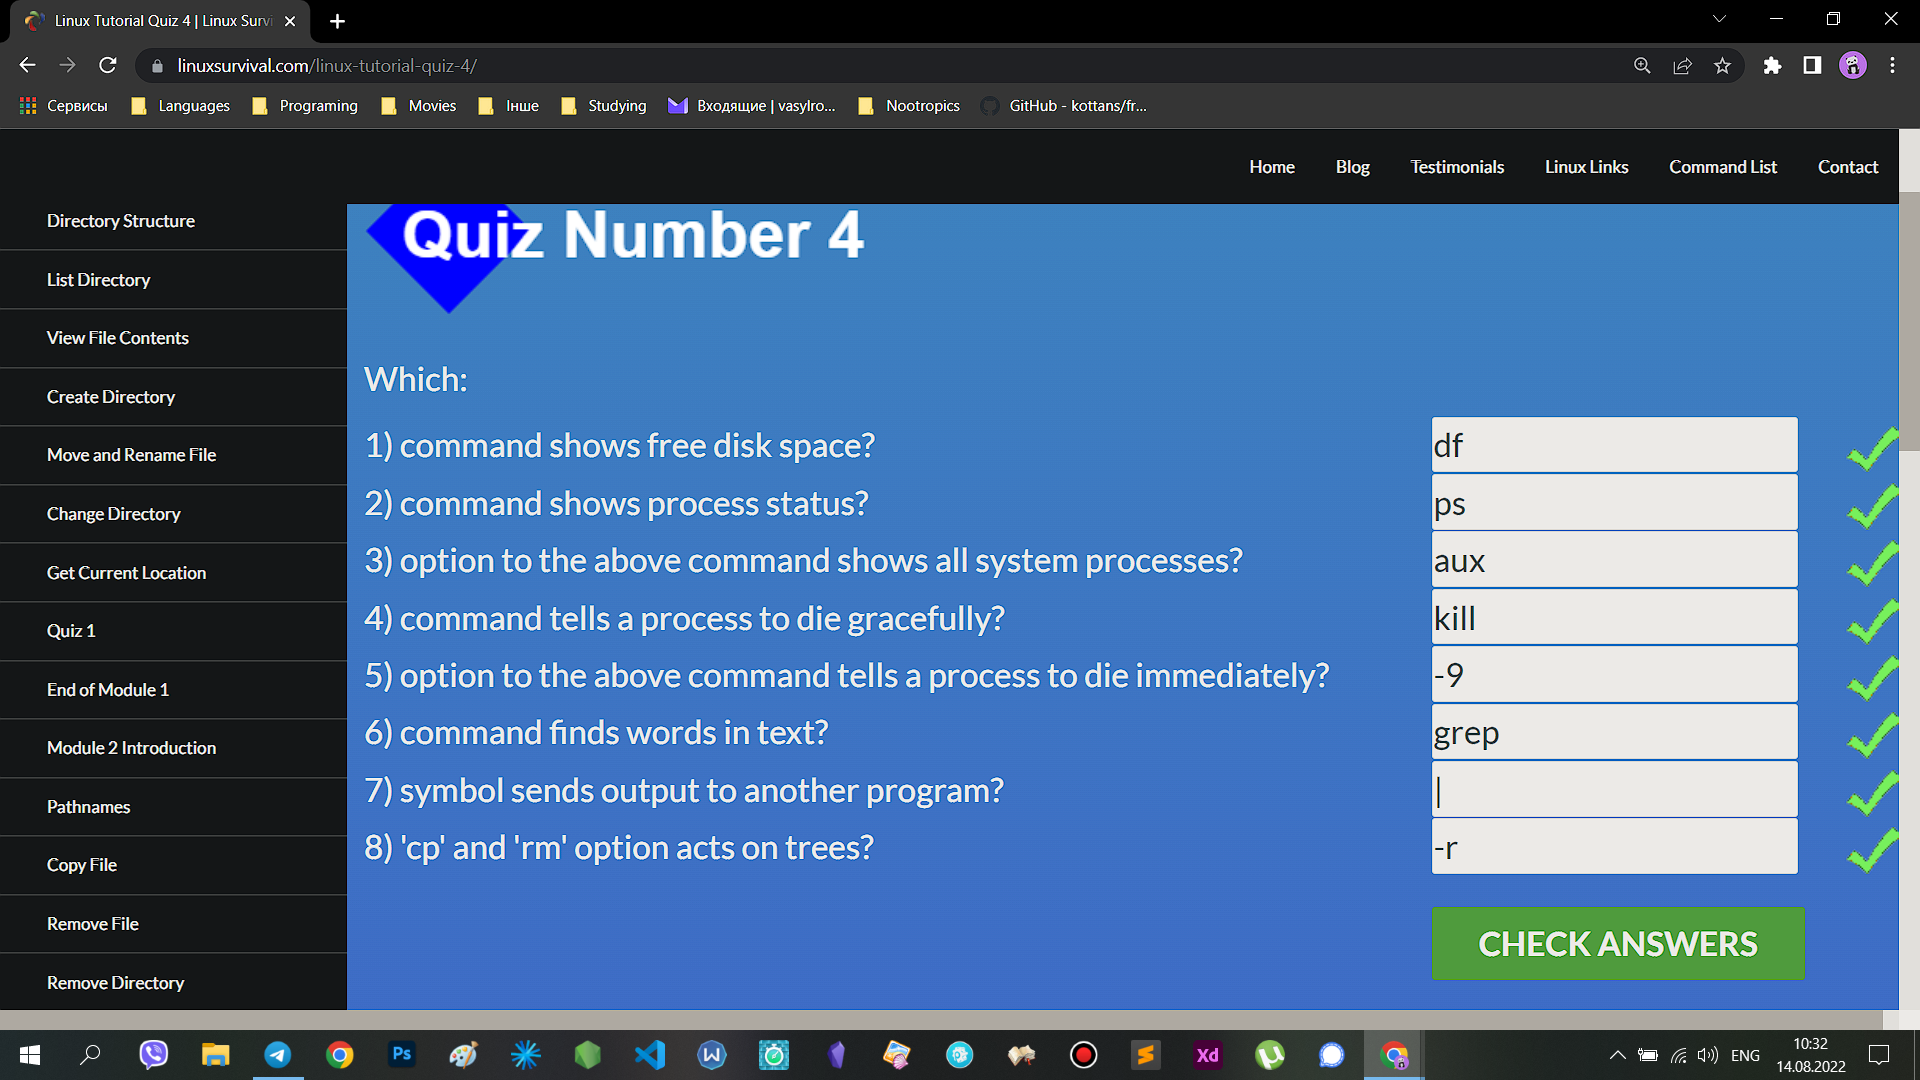 Linux Tutorial Quiz 4 | Linux Survi
linuxsurvival.com/linux-tutorial-quiz-4/
Сервисы Languages Programing Movies Інше Studying Входящие | vasylro... Nootropics GitHub - kottans/fr...
Home Blog Testimonials Linux Links Command List Contact
Directory Structure
List Directory
View File Contents
Create Directory
Move and Rename File
Change Directory
Get Current Location
Quiz 1
End of Module 1
Module 2 Introduction
Pathnames
Copy File
Remove File
Remove Directory
Quiz Number 4
Which:
1) command shows free disk space? df
2) command shows process status? ps
3) option to the above command shows all system processes? aux
4) command tells a process to die gracefully? kill
5) option to the above command tells a process to die immediately? -9
6) command finds words in text? grep
7) symbol sends output to another program? |
8) 'cp' and 'rm' option acts on trees? -r
CHECK ANSWERS
Ps W S Xd
ENG
10:32
14.08.2022